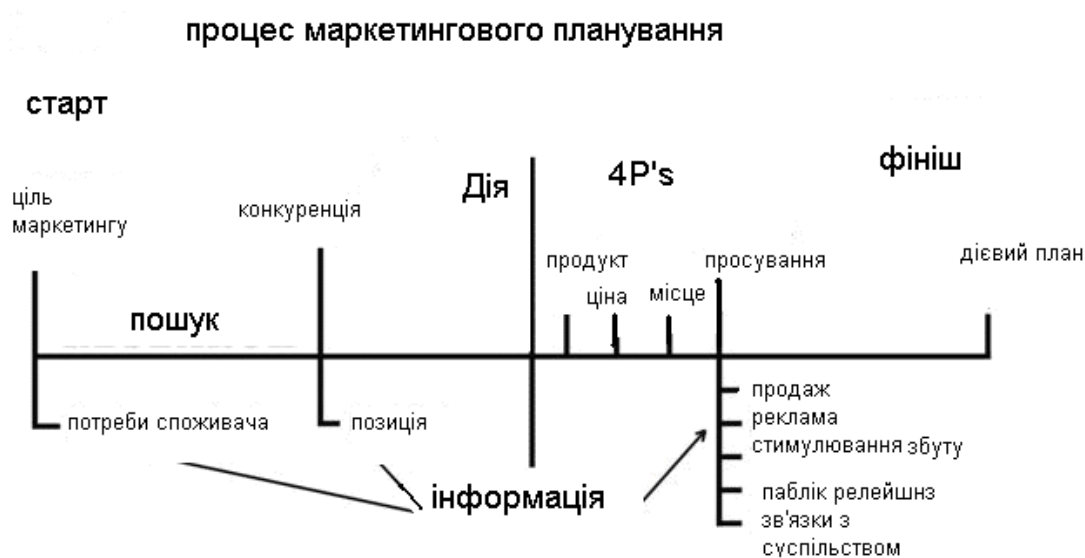 процес маркетингового планування
старт
фініш
Дія
4P's
ціль
маркетингу
конкуренція
продукт
ціна
місце
просування
дієвий план
пошук
потреби споживача
позиція
продаж
реклама
стимулювання збуту
паблік релейшнз
зв'язки з
суспільством
інформація